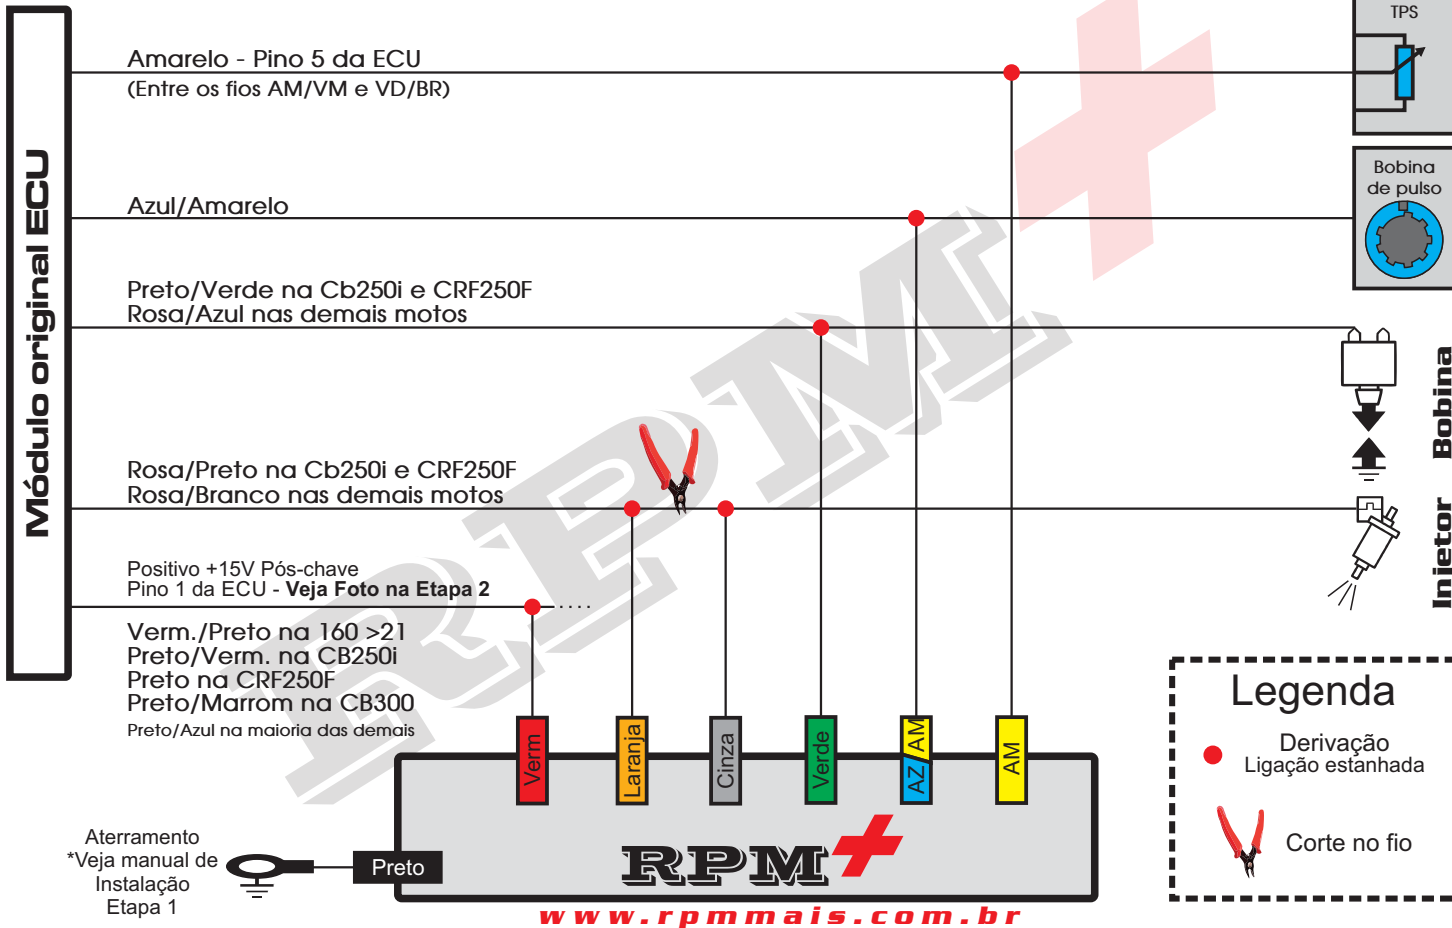 Módulo original ECU
Amarelo - Pino 5 da ECU
(Entre os fios AM/VM e VD/BR)
TPS
Azul/Amarelo
Bobina
de pulso
Preto/Verde na Cb250i e CRF250F
Rosa/Azul nas demais motos
Bobina
Rosa/Preto na Cb250i e CRF250F
Rosa/Branco nas demais motos
Injetor
Positivo +15V Pós-chave
Pino 1 da ECU - Veja Foto na Etapa 2
Verm./Preto na 160 >21
Preto/Verm. na CB250i
Preto na CRF250F
Preto/Marrom na CB300
Preto/Azul na maioria das demais
RPM+
Verm
Laranja
Cinza
Verde
AZ/AM
AM
Aterramento
*Veja manual de
Instalação
Etapa 1
Preto
RPM+
www.rpmmais.com.br
Legenda
Derivação
Ligação estanhada
Corte no fio